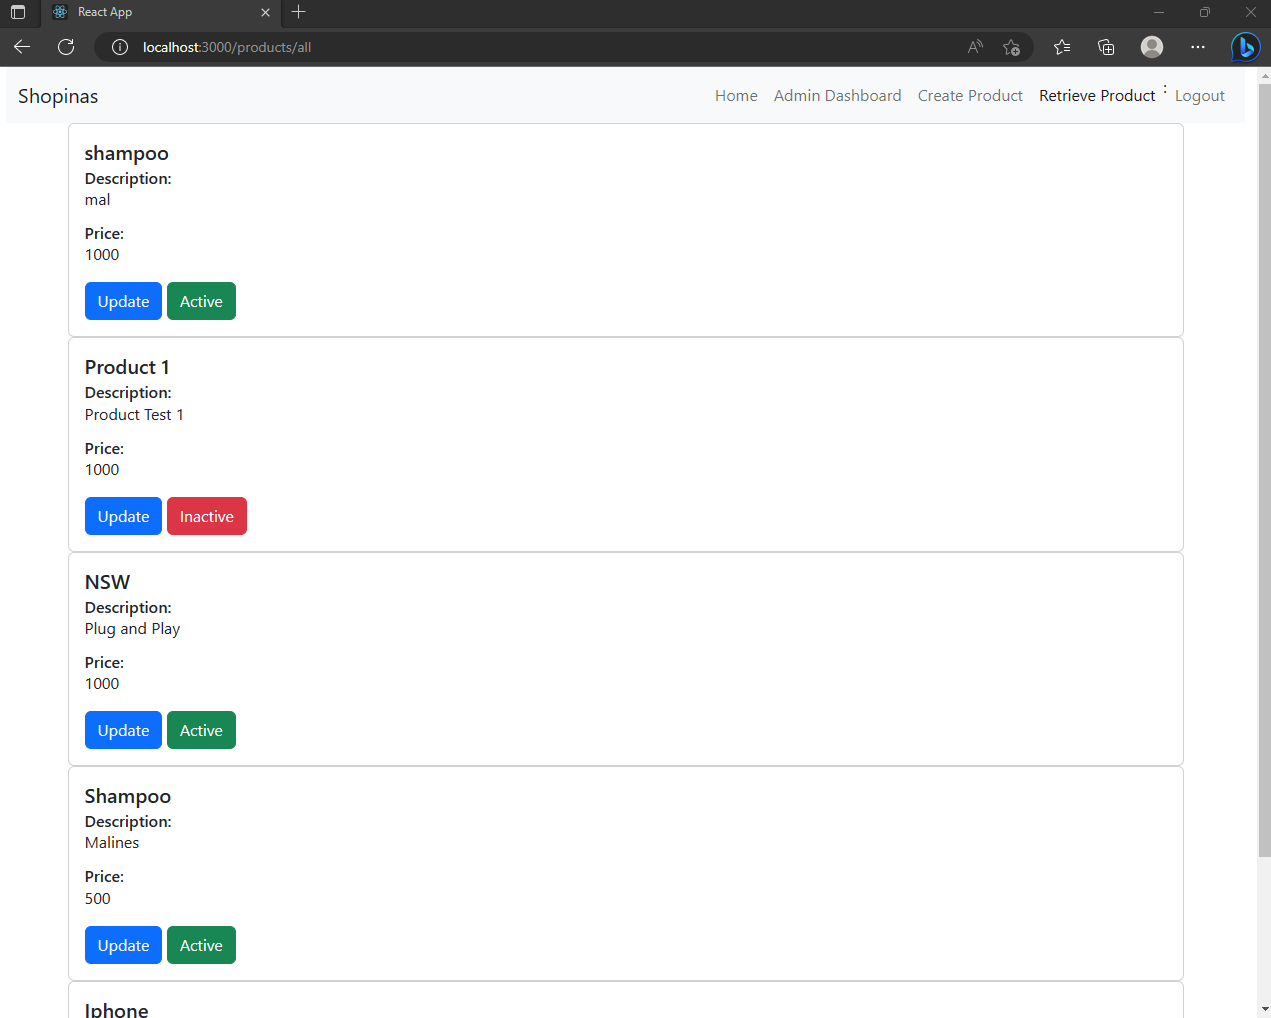 React App
localhost:3000/products/all
Shopinas
Home Admin Dashboard Create Product Retrieve Product : Logout
shampoo
Description:
mal
Price:
1000
Update Active
Product 1
Description:
Product Test 1
Price:
1000
Update Inactive
NSW
Description:
Plug and Play
Price:
1000
Update Active
Shampoo
Description:
Malines
Price:
500
Update Active
Iphone